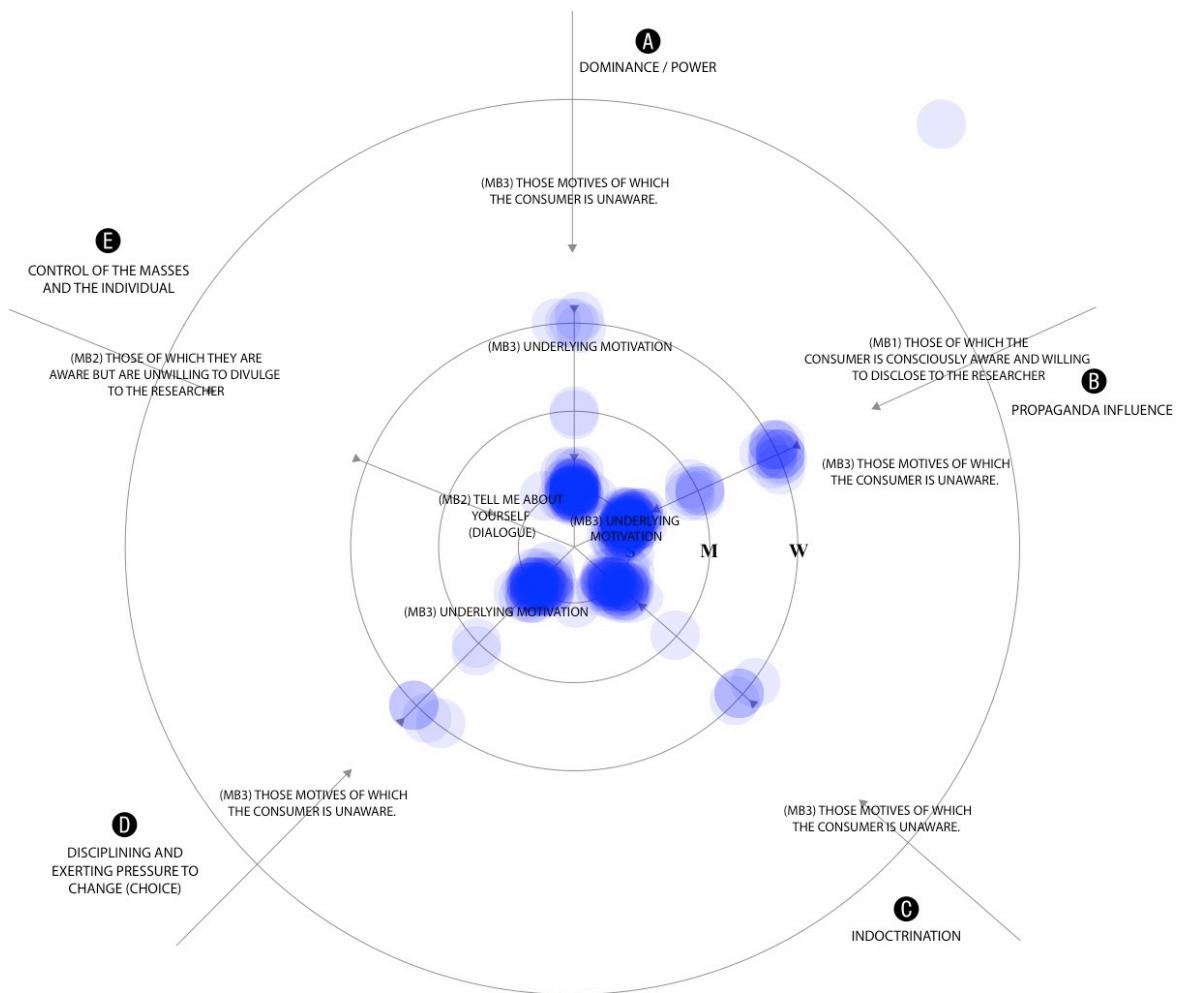 A
DOMINANCE / POWER
(MB3) THOSE MOTIVES OF WHICH
THE CONSUMER IS UNAWARE.
E
CONTROL OF THE MASSES
AND THE INDIVIDUAL
(MB2) THOSE OF WHICH THEY ARE
AWARE BUT ARE UNWILLING TO DIVULGE
TO THE RESEARCHER
(MB3) UNDERLYING MOTIVATION
(MB1) THOSE OF WHICH THE
CONSUMER IS CONSCIOUSLY AWARE AND WILLING
TO DISCLOSE TO THE RESEARCHER
B
PROPAGANDA INFLUENCE
(MB3) THOSE MOTIVES OF WHICH
THE CONSUMER IS UNAWARE.
(MB2) TELL ME ABOUT
YOURSELF
(DIALOGUE)
(MB3) UNDERLYING
MOTIVATION
S
M
W
(MB3) UNDERLYING MOTIVATION
(MB3) THOSE MOTIVES OF WHICH
THE CONSUMER IS UNAWARE.
D
DISCIPLINING AND
EXERTING PRESSURE TO
CHANGE (CHOICE)
(MB3) THOSE MOTIVES OF WHICH
THE CONSUMER IS UNAWARE.
C
INDOCTRINATION